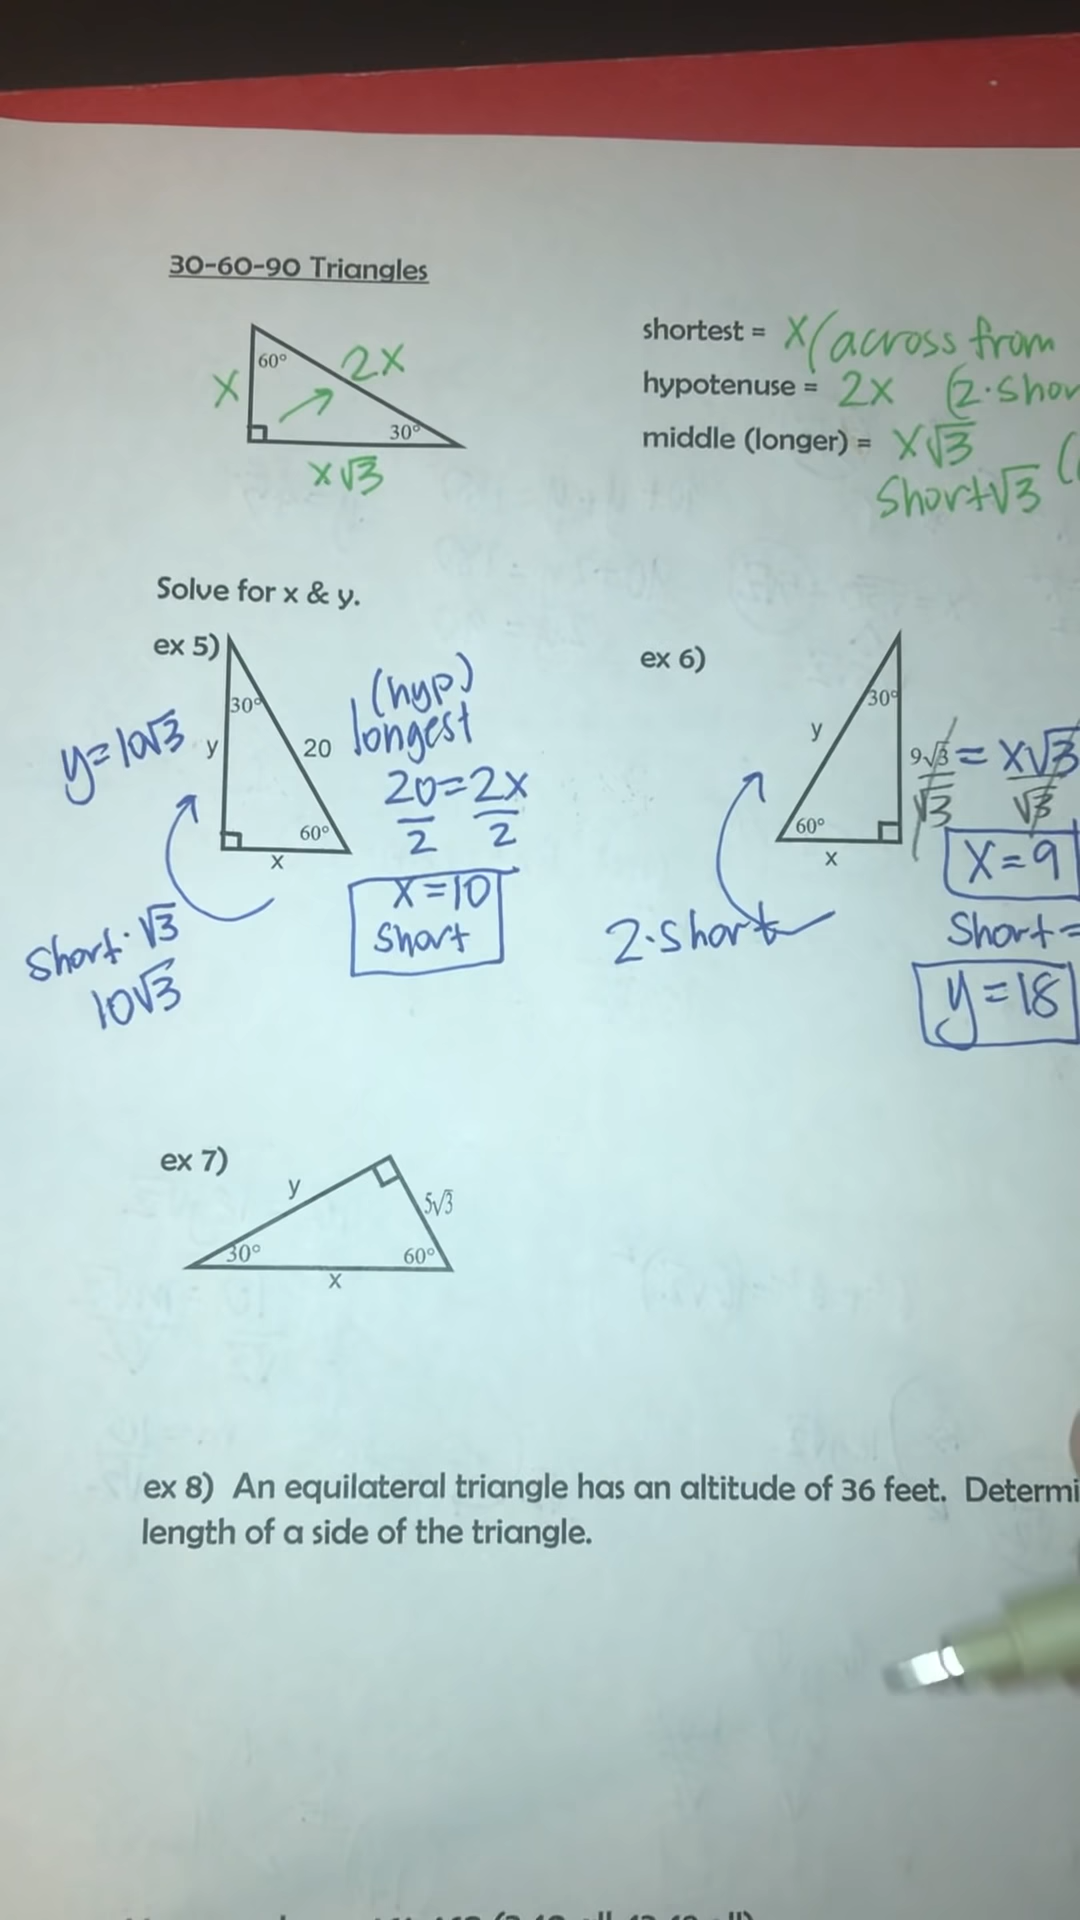 30-60-90 Triangles
60°
2x
x
30°
x√3
shortest = x (across from
hypotenuse = 2x (2·shor
middle (longer) = x√3 (
short√3
Solve for x & y.
ex 5)
30°
y=10√3
y
20
60°
x
(hyp)
longest
20=2x
2 2
x=10
short
short·√3
10√3
ex 6)
30°
y
9√3 = x√3
√3 √3
60°
x
x=9
2·short
short=
y=18
ex 7)
y
5√3
30°
60°
x
ex 8) An equilateral triangle has an altitude of 36 feet. Determi
length of a side of the triangle.